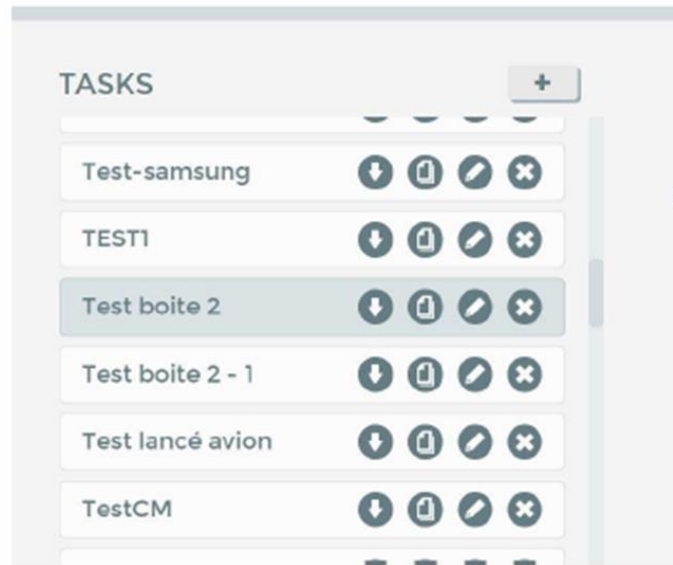 TASKS
+
Test-samsung
TEST1
Test boite 2
Test boite 2 - 1
Test lancé avion
TestCM